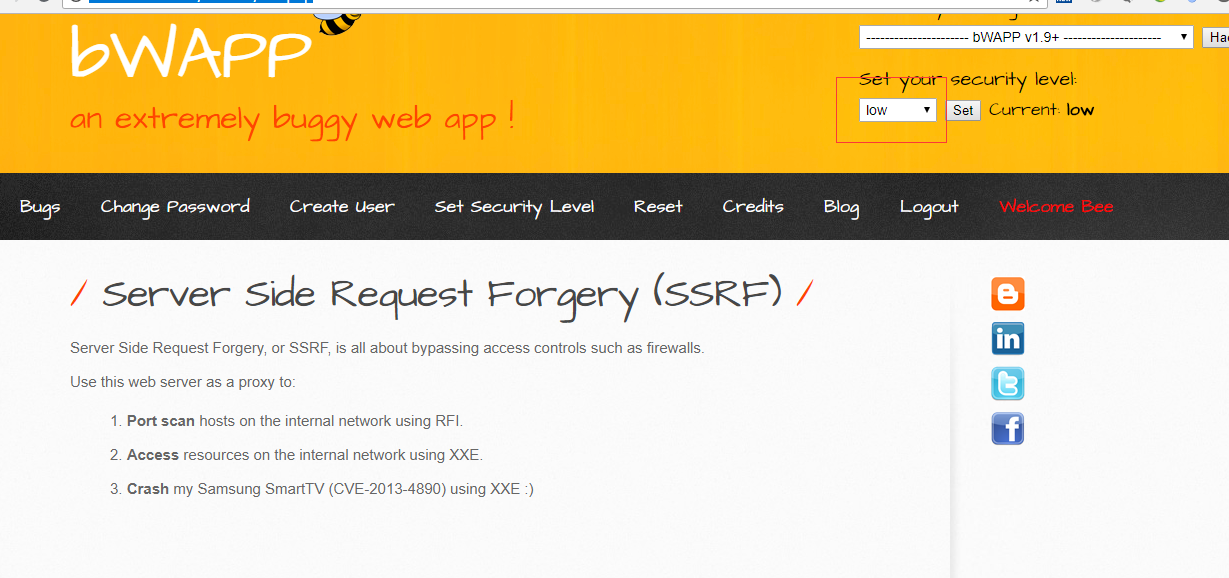 bWAPP
an extremely buggy web app !
--------------------- bWAPP v1.9+ ---------------------
Set your security level:
low Set Current: low
Bugs Change Password Create User Set Security Level Reset Credits Blog Logout Welcome Bee
/ Server Side Request Forgery (SSRF) /
Server Side Request Forgery, or SSRF, is all about bypassing access controls such as firewalls.
Use this web server as a proxy to:
1. Port scan hosts on the internal network using RFI.
2. Access resources on the internal network using XXE.
3. Crash my Samsung SmartTV (CVE-2013-4890) using XXE :)